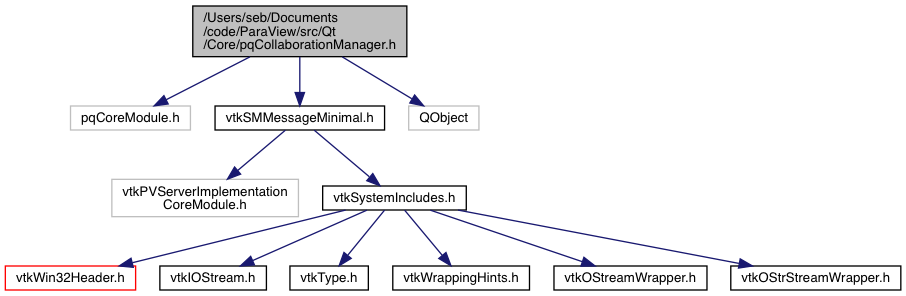 /Users/seb/Documents
/code/ParaView/src/Qt
/Core/pqCollaborationManager.h
pqCoreModule.h
vtkSMMessageMinimal.h
QObject
vtkPVServerImplementation
CoreModule.h
vtkSystemIncludes.h
vtkWin32Header.h
vtkIOStream.h
vtkType.h
vtkWrappingHints.h
vtkOStreamWrapper.h
vtkOStrStreamWrapper.h